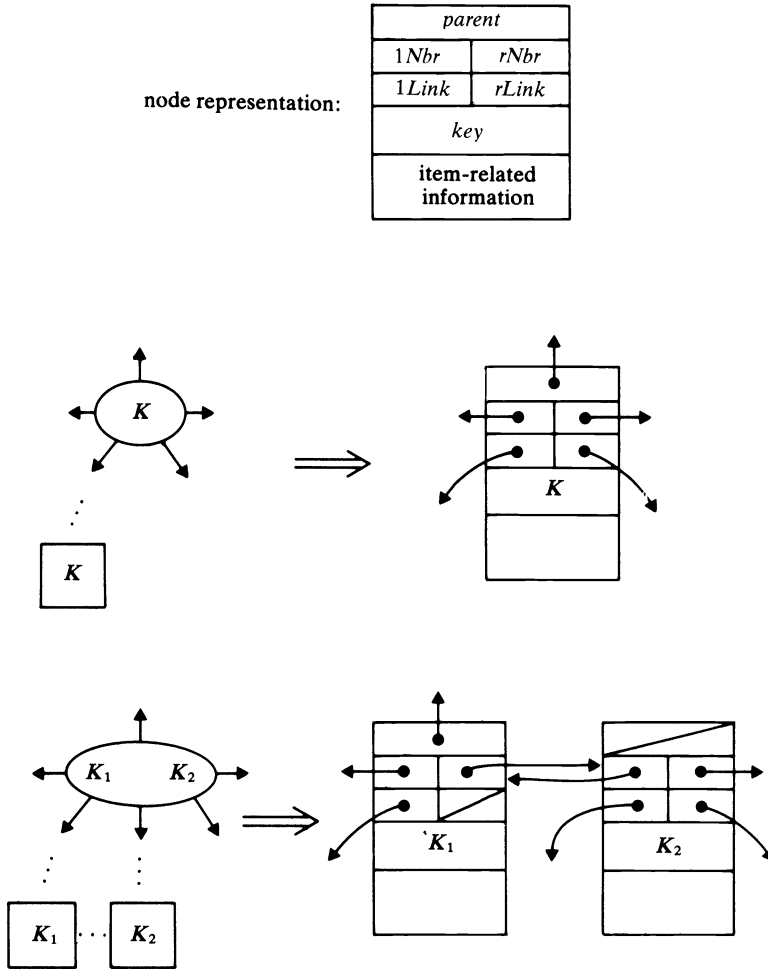 parent
1Nbr rNbr
node representation:
1Link rLink
key
item-related
information
K
K
K
K₁ K₂
K₁ K₂
K₁ · · · K₂